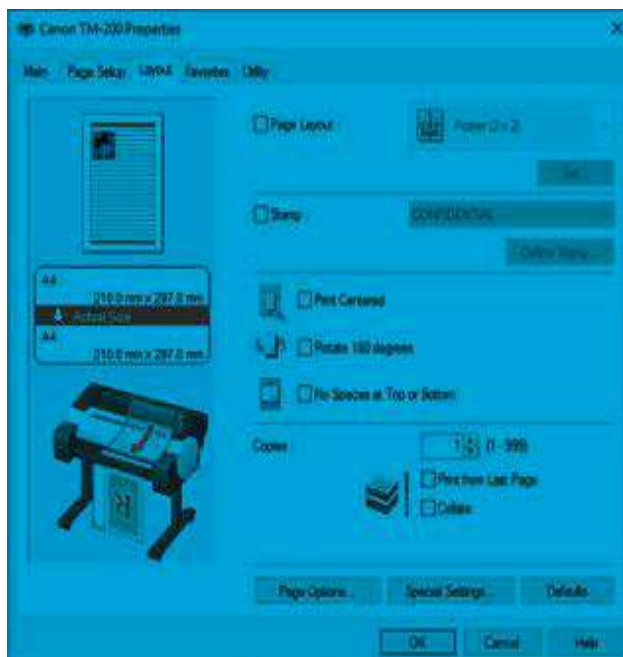 Canon TM-200 Properties
Main Page Setup Layout Favorites Utility
Page Layout Poster (2 x 2)
Set...
Stamp CONFIDENTIAL
Define Stamp...
A4
210.0 mm x 297.0 mm
Actual Size
A4
210.0 mm x 297.0 mm
Print Centered
Rotate 180 degrees
No Spaces at Top or Bottom
Copies 1 (1 - 999)
Print from Last Page
Collate
R
Page Options... Special Settings... Defaults
OK Cancel Help